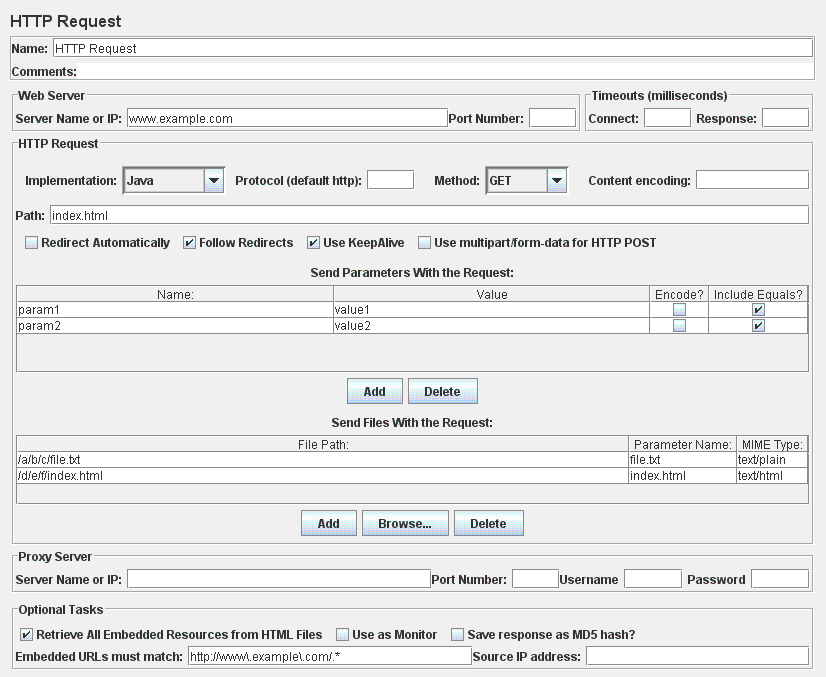 HTTP Request
Name: HTTP Request
Comments:
Web Server
Timeouts (milliseconds)
Server Name or IP: www.example.com Port Number:
Connect: Response:
HTTP Request
Implementation: Java Protocol (default http): Method: GET Content encoding:
Path: index.html
Redirect Automatically Follow Redirects Use KeepAlive Use multipart/form-data for HTTP POST
Send Parameters With the Request:
Name: Value Encode? Include Equals?
param1 value1
param2 value2
Add Delete
Send Files With the Request:
File Path: Parameter Name: MIME Type:
/a/b/c/file.txt file.txt text/plain
/d/e/f/index.html index.html text/html
Add Browse... Delete
Proxy Server
Server Name or IP: Port Number: Username Password
Optional Tasks
Retrieve All Embedded Resources from HTML Files Use as Monitor Save response as MD5 hash?
Embedded URLs must match: http://www\.example\.com/.* Source IP address: